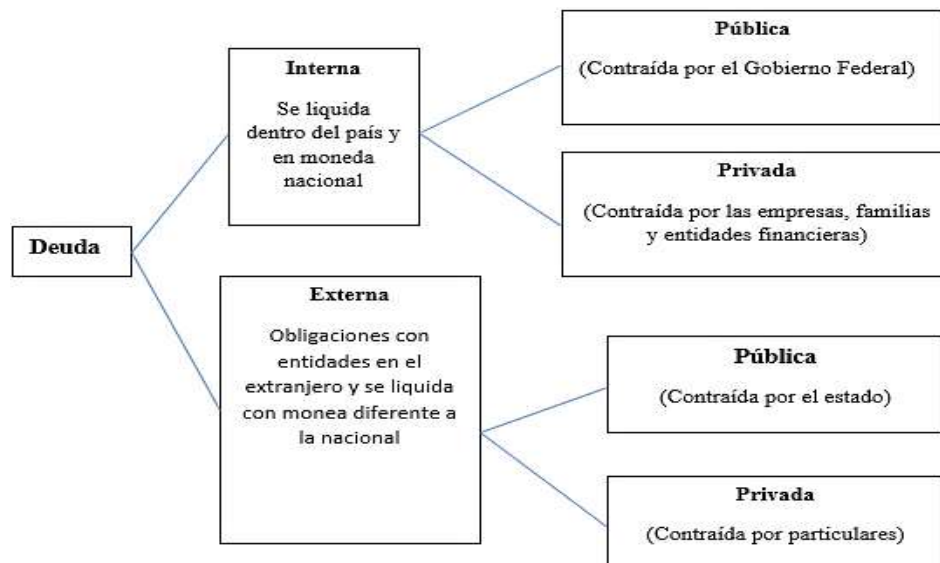 Deuda
Interna
Se liquida
dentro del país y
en moneda
nacional
Pública
(Contraída por el Gobierno Federal)
Privada
(Contraída por las empresas, familias
y entidades financieras)
Externa
Obligaciones con
entidades en el
extranjero y se liquida
con monea diferente a
la nacional
Pública
(Contraída por el estado)
Privada
(Contraída por particulares)